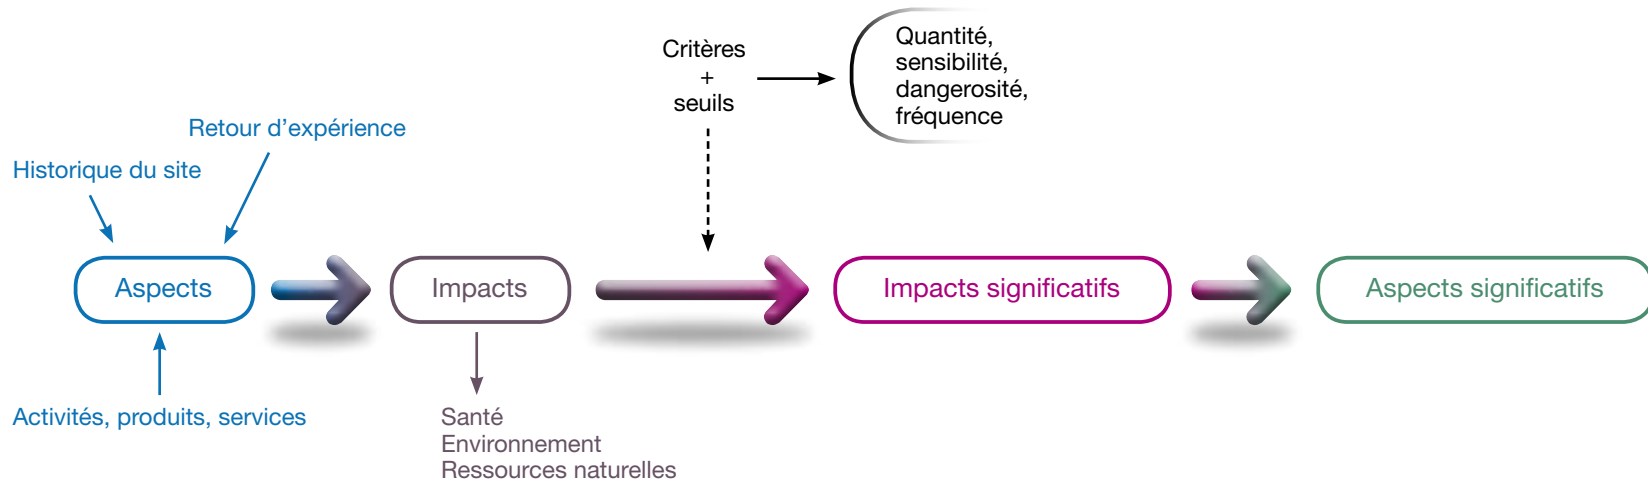 Critères
+
seuils
Quantité,
sensibilité,
dangerosité,
fréquence
Retour d’expérience
Historique du site
Aspects
Impacts
Impacts significatifs
Aspects significatifs
Activités, produits, services
Santé
Environnement
Ressources naturelles